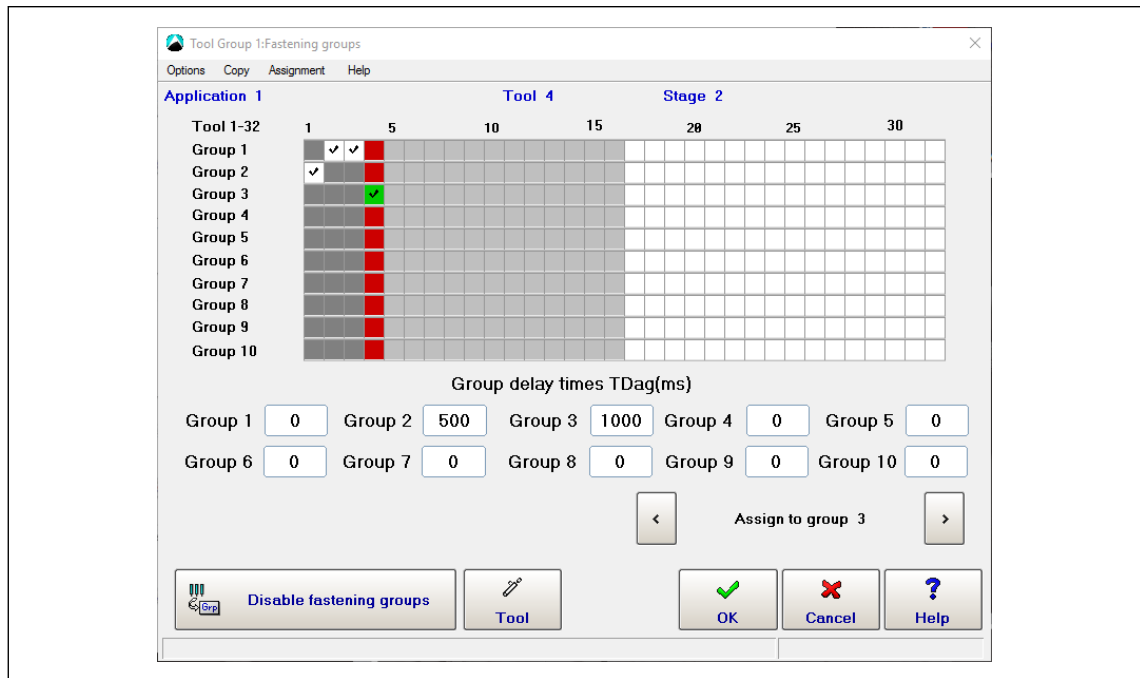 Tool Group 1:Fastening groups
Options Copy Assignment Help
Application 1 Tool 4 Stage 2
Tool 1-32 1 5 10 15 20 25 30
Group 1
Group 2
Group 3
Group 4
Group 5
Group 6
Group 7
Group 8
Group 9
Group 10
Group delay times TDag(ms)
Group 1 0 Group 2 500 Group 3 1000 Group 4 0 Group 5 0
Group 6 0 Group 7 0 Group 8 0 Group 9 0 Group 10 0
< Assign to group 3 >
Grp Disable fastening groups
Tool
OK
Cancel
Help